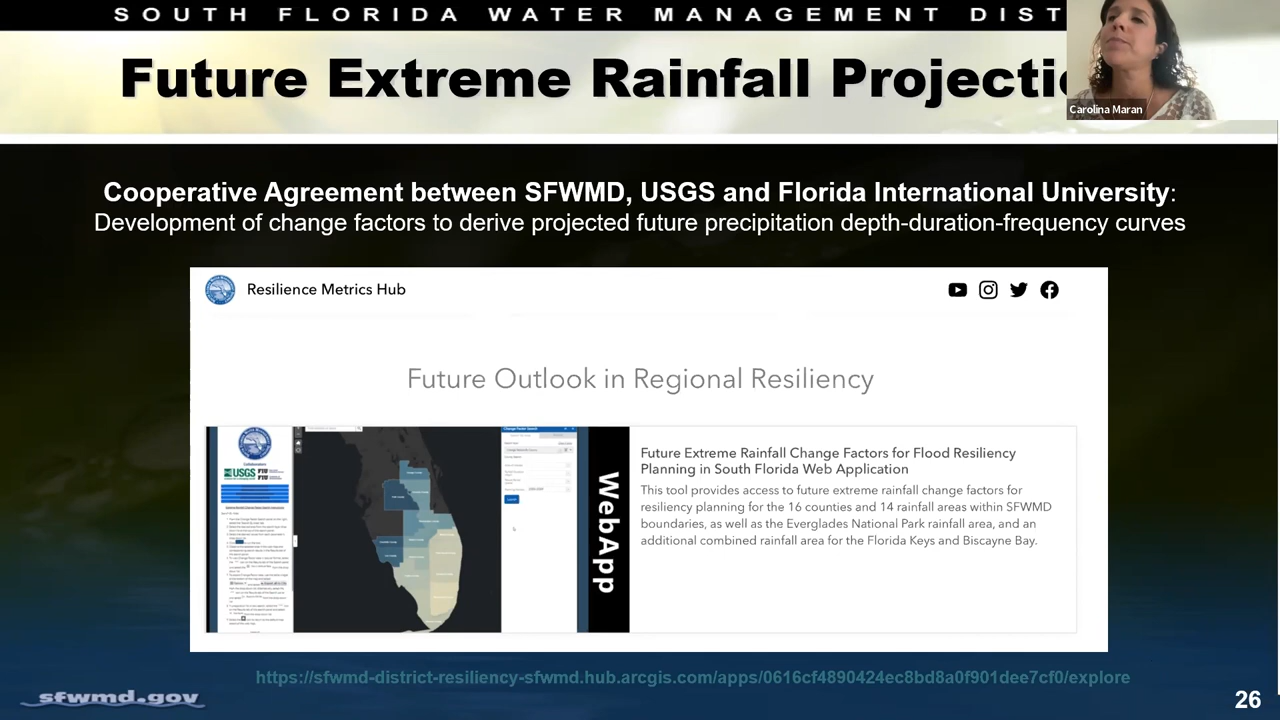 SOUTH FLORIDA WATER MANAGEMENT DIST
Future Extreme Rainfall Projectio
Carolina Maran
Cooperative Agreement between SFWMD, USGS and Florida International University:
Development of change factors to derive projected future precipitation depth-duration-frequency curves
Resilience Metrics Hub
Future Outlook in Regional Resiliency
Collaborators
USGS FIU
FIU
WebApp
Future Extreme Rainfall Change Factors for Flood Resiliency
Planning in South Florida Web Application
This tool provides access to future extreme rainfall change factors for
resiliency planning for the 16 counties and 14 rainfall areas within SFWMD
boundaries, as well as the Everglades National Park rain area, and an
additional combined rainfall area for the Florida Keys and Biscayne Bay.
https://sfwmd-district-resiliency-sfwmd.hub.arcgis.com/apps/0616cf4890424ec8bd8a0f901dee7cf0/explore
sfwmd.gov
26